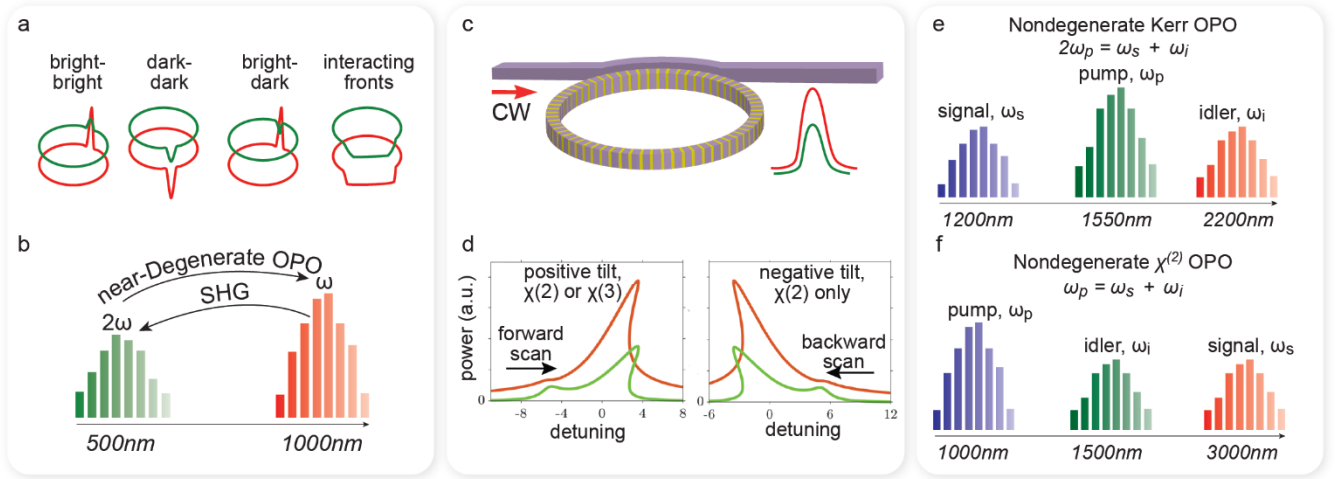 a
bright-
bright
dark-
dark
bright-
dark
interacting
fronts
b
near-Degenerate OPO
SHG
2ω
ω
500nm
1000nm
c
CW
d
power (a.u.)
0
positive tilt,
χ(2) or χ(3)
forward
scan
-8
-4
0
4
8
detuning
negative tilt,
χ(2) only
backward
scan
-6
0
6
12
detuning
e
Nondegenerate Kerr OPO
2ωp = ωs + ωi
pump, ωp
signal, ωs
idler, ωi
1200nm
1550nm
2200nm
f
Nondegenerate χ(2) OPO
ωp = ωs + ωi
pump, ωp
idler, ωi
signal, ωs
1000nm
1500nm
3000nm